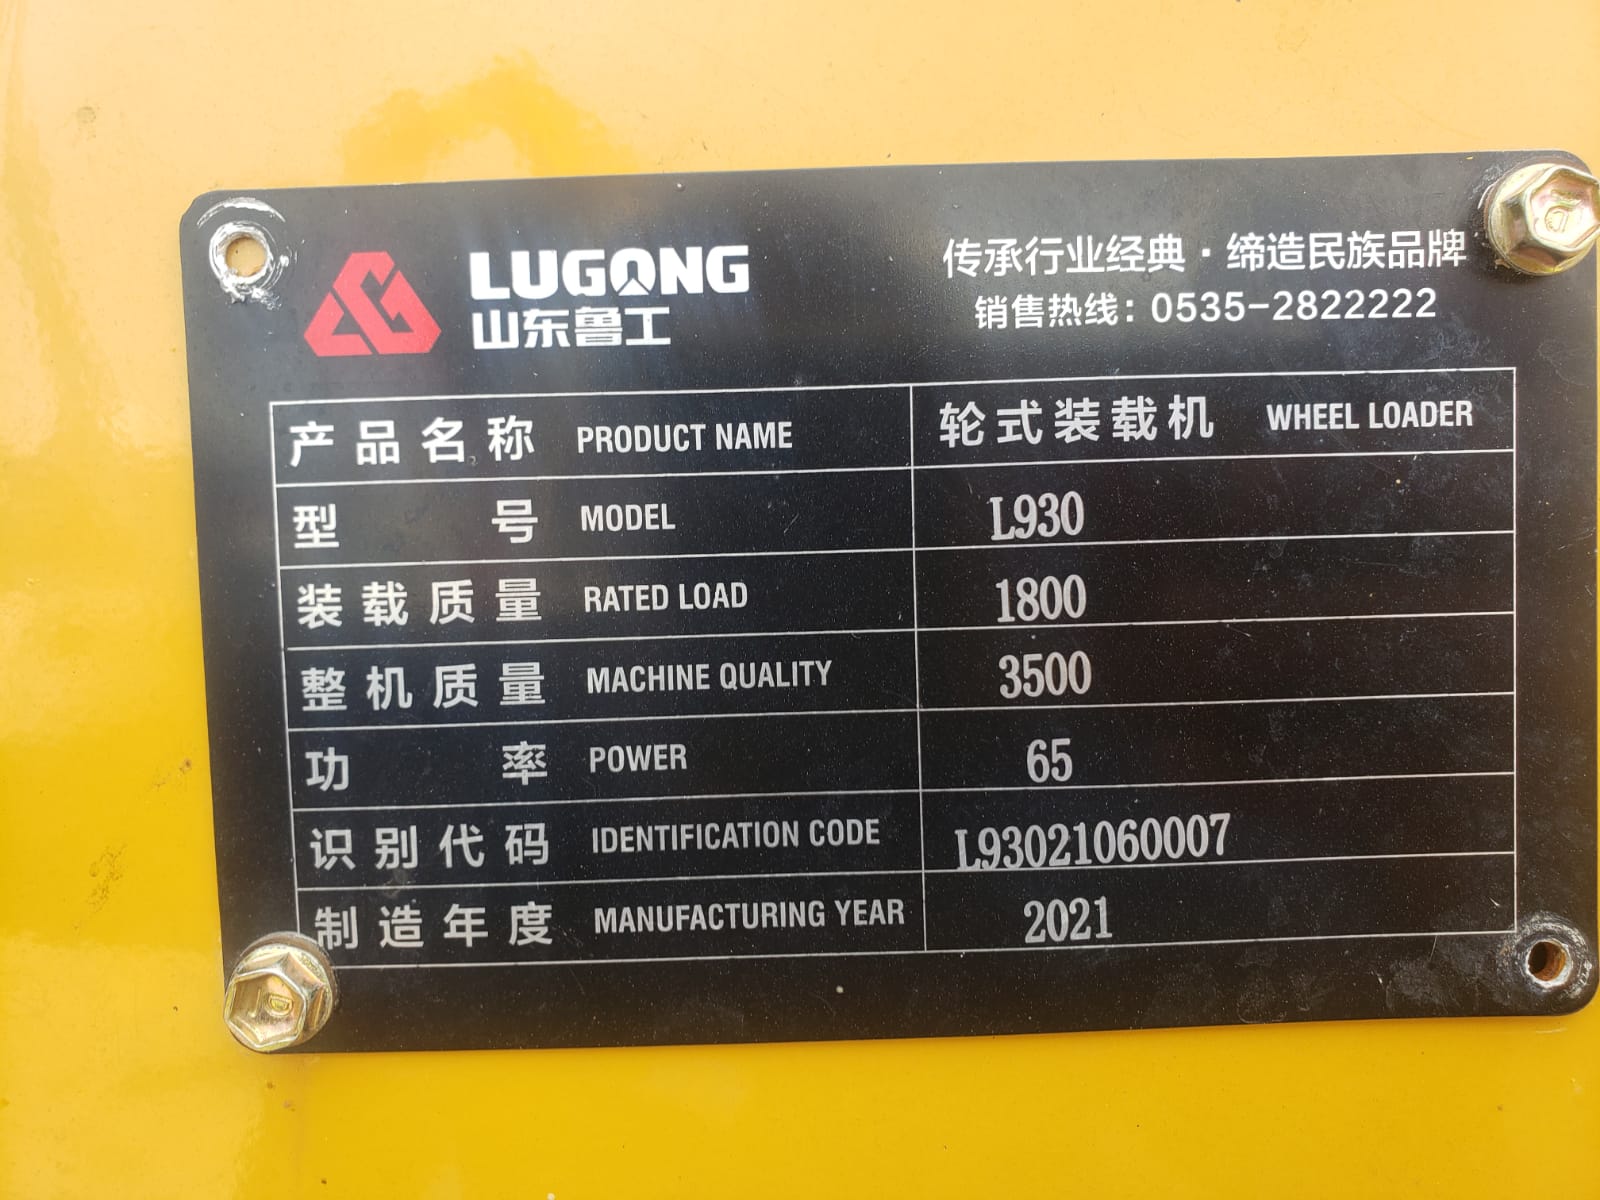 LUGONG
山东鲁工
传承行业经典·缔造民族品牌
销售热线：0535-2822222
产品名称 PRODUCT NAME 轮式装载机 WHEEL LOADER
型号 MODEL L930
装载质量 RATED LOAD 1800
整机质量 MACHINE QUALITY 3500
功率 POWER 65
识别代码 IDENTIFICATION CODE L93021060007
制造年度 MANUFACTURING YEAR 2021